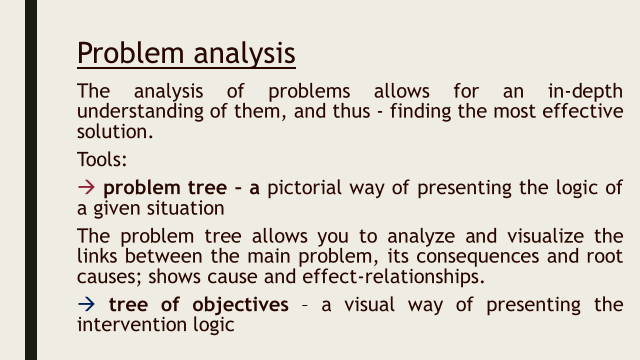 Problem analysis
The analysis of problems allows for an in-depth
understanding of them, and thus - finding the most effective
solution.
Tools:
→ problem tree – a pictorial way of presenting the logic of
a given situation
The problem tree allows you to analyze and visualize the
links between the main problem, its consequences and root
causes; shows cause and effect-relationships.
→ tree of objectives – a visual way of presenting the
intervention logic